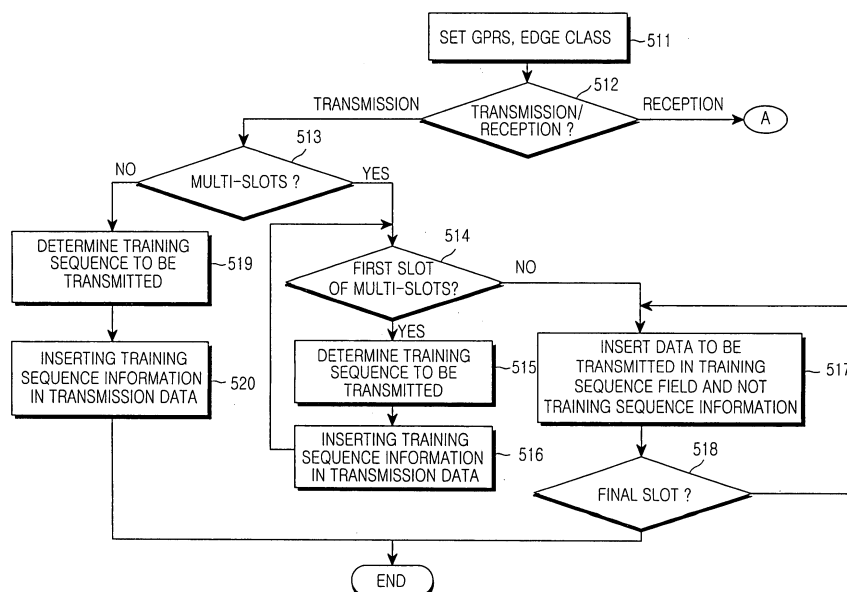 SET GPRS, EDGE CLASS
511
512
TRANSMISSION
TRANSMISSION/
RECEPTION ?
RECEPTION
A
513
NO
MULTI-SLOTS ?
YES
514
DETERMINE TRAINING
SEQUENCE TO BE
TRANSMITTED
519
FIRST SLOT
OF MULTI-SLOTS?
NO
YES
INSERTING TRAINING
SEQUENCE INFORMATION
IN TRANSMISSION DATA
520
DETERMINE TRAINING
SEQUENCE TO BE
TRANSMITTED
515
INSERT DATA TO BE
TRANSMITTED IN TRAINING
SEQUENCE FIELD AND NOT
TRAINING SEQUENCE INFORMATION
517
INSERTING TRAINING
SEQUENCE INFORMATION
IN TRANSMISSION DATA
516
518
FINAL SLOT ?
END